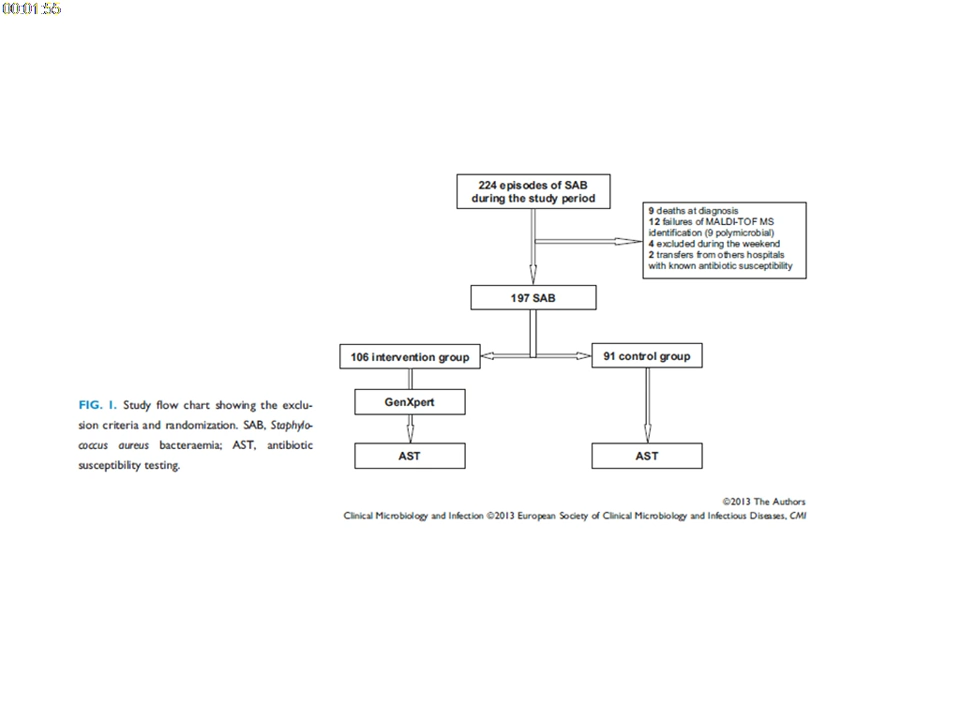 00:01:55
224 episodes of SAB
during the study period
9 deaths at diagnosis
12 failures of MALDI-TOF MS
identification (9 polymicrobial)
4 excluded during the weekend
2 transfers from others hospitals
with known antibiotic susceptibility
197 SAB
106 intervention group
91 control group
GenXpert
AST
AST
FIG. 1. Study flow chart showing the exclu-
sion criteria and randomization. SAB, Staphylo-
coccus aureus bacteraemia; AST, antibiotic
susceptibility testing.
©2013 The Authors
Clinical Microbiology and Infection ©2013 European Society of Clinical Microbiology and Infectious Diseases, CMI